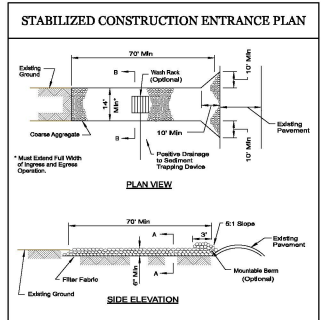 STABILIZED CONSTRUCTION ENTRANCE PLAN
70' Min
10' Min
Existing
Ground
B
Wash Rack
(Optional)
14'
Min*
Coarse Aggregate
B
10' Min
10' Min
Existing
Pavement
* Must Extend Full Width
of Ingress and Egress
Operation.
Positive Drainage
to Sediment
Trapping Device
PLAN VIEW
70' Min
5:1 Slope
A
3"
Existing
Pavement
Filter Fabric
6" Min
A
Mountable Berm
(Optional)
Existing Ground
SIDE ELEVATION